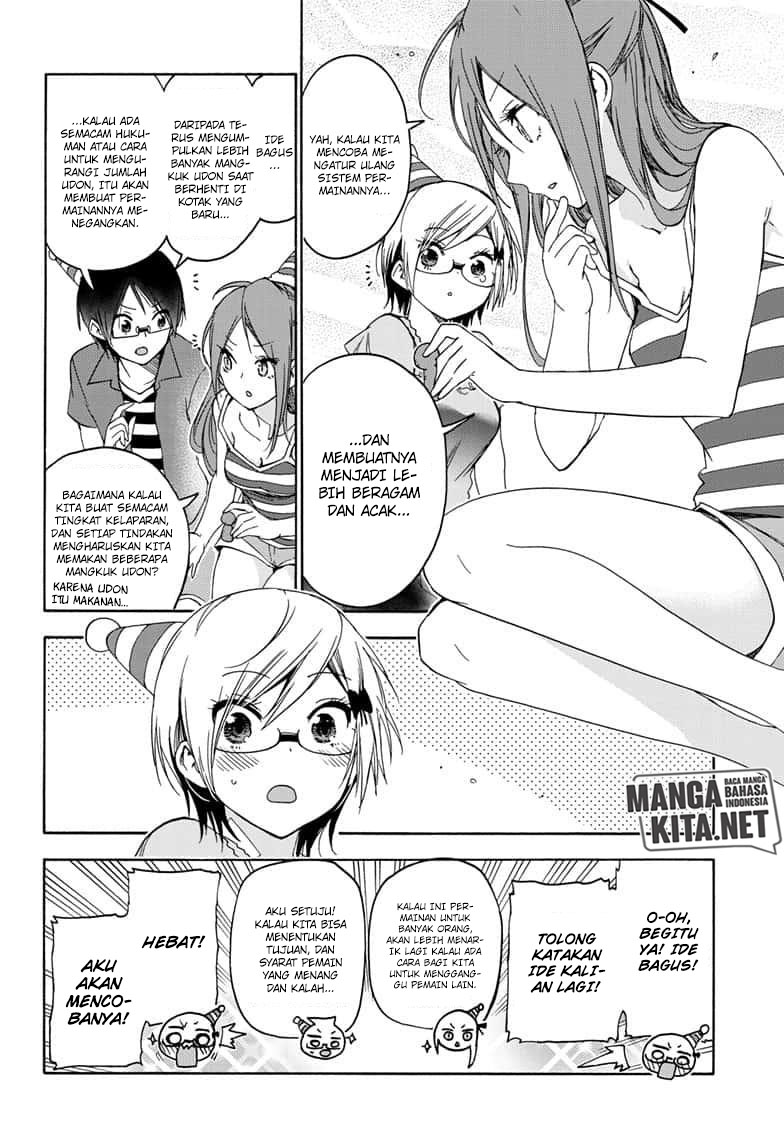 YAH, KALAU KITA
MENCOBA ME-
NGATUR ULANG
SISTEM PER-
MAINANNYA...
...DAN
MEMBUATNYA
MENJADI LE-
BIH BERAGAM
DAN ACAK...
IDE
BAGUS
...
DARIPADA TE-
RUS MENGUM-
PULKAN LEBIH
BANYAK MANG-
KUK UDON SAAT
BERHENTI DI
KOTAK YANG
BARU...
...KALAU ADA
SEMACAM HUKU-
MAN ATAU CARA
UNTUK MENGU-
RANGI JUMLAH
UDON, ITU AKAN
MEMBUAT PER-
MAINANNYA ME-
NEGANGKAN.
BAGAIMANA KALAU
KITA BUAT SEMACAM
TINGKAT KELAPARAN,
DAN SETIAP TINDAKAN
MENGHARUSKAN KITA
MEMAKAN BEBERAPA
MANGKUK UDON?
KARENA UDON
ITU MAKANAN...
MANGA
KITA.NET
BACA MANGA
BAHASA
INDONESIA
O-OH,
BEGITU
YA! IDE
BAGUS!
TOLONG
KATAKAN
IDE KALI-
AN LAGI!
KALAU INI PER-
MAINAN UNTUK
BANYAK ORANG,
AKAN LEBIH MENAR-
IK LAGI KALAU ADA
CARA BAGI KITA
UNTUK MENGGANG-
GU PEMAIN LAIN.
AKU SETUJU!
KALAU KITA BISA
MENENTUKAN
TUJUAN, DAN
SYARAT PEMAIN
YANG MENANG
DAN KALAH...
HEBAT!
AKU
AKAN
MENCO-
BANYA!